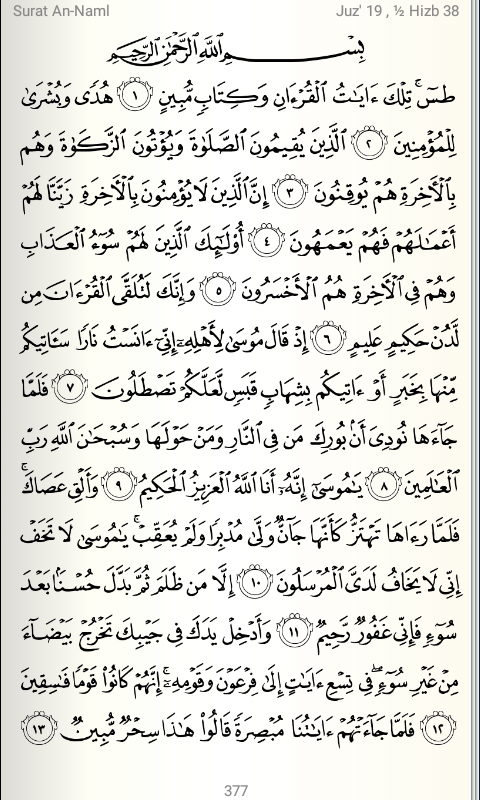 Surat An-Naml Juz' 19 , ½ Hizb 38
بِسْمِ ٱللَّهِ ٱلرَّحْمَٰنِ ٱلرَّحِيمِ
طسٓ ۚ تِلْكَ ءَايَٰتُ ٱلْقُرْءَانِ وَكِتَابٍ مُّبِينٍ ١ هُدًى وَبُشْرَىٰ
لِلْمُؤْمِنِينَ ٢ ٱلَّذِينَ يُقِيمُونَ ٱلصَّلَوٰةَ وَيُؤْتُونَ ٱلزَّكَوٰةَ وَهُم
بِٱلْأَخِرَةِ هُمْ يُوقِنُونَ ٣ إِنَّ ٱلَّذِينَ لَا يُؤْمِنُونَ بِٱلْأَخِرَةِ زَيَّنَّا لَهُمْ
أَعْمَٰلَهُمْ فَهُمْ يَعْمَهُونَ ٤ أُو۟لَٰٓئِكَ ٱلَّذِينَ لَهُمْ سُوٓءُ ٱلْعَذَابِ
وَهُمْ فِى ٱلْأَخِرَةِ هُمُ ٱلْأَخْسَرُونَ ٥ وَإِنَّكَ لَتُلَقَّى ٱلْقُرْءَانَ مِن
لَّدُنْ حَكِيمٍ عَلِيمٍ ٦ إِذْ قَالَ مُوسَىٰ لِأَهْلِهِۦٓ إِنِّىٓ ءَانَسْتُ نَارًا سَـَٔاتِيكُم
مِّنْهَا بِخَبَرٍ أَوْ ءَاتِيكُم بِشِهَابٍ قَبَسٍ لَّعَلَّكُمْ تَصْطَلُونَ ٧ فَلَمَّا
جَآءَهَا نُودِىَ أَنۢ بُورِكَ مَن فِى ٱلنَّارِ وَمَنْ حَوْلَهَا وَسُبْحَٰنَ ٱللَّهِ رَبِّ
ٱلْعَٰلَمِينَ ٨ يَٰمُوسَىٰٓ إِنَّهُۥٓ أَنَا ٱللَّهُ ٱلْعَزِيزُ ٱلْحَكِيمُ ٩ وَأَلْقِ عَصَاكَ ۚ
فَلَمَّا رَءَاهَا تَهْتَزُّ كَأَنَّهَا جَآنٌّ وَلَّىٰ مُدْبِرًا وَلَمْ يُعَقِّبْ ۚ يَٰمُوسَىٰ لَا تَخَفْ
إِنِّى لَا يَخَافُ لَدَىَّ ٱلْمُرْسَلُونَ ١٠ إِلَّا مَن ظَلَمَ ثُمَّ بَدَّلَ حُسْنًۢا بَعْدَ
سُوٓءٍ فَإِنِّى غَفُورٌ رَّحِيمٌ ١١ وَأَدْخِلْ يَدَكَ فِى جَيْبِكَ تَخْرُجْ بَيْضَآءَ
مِنْ غَيْرِ سُوٓءٍ ۖ فِى تِسْعِ ءَايَٰتٍ إِلَىٰ فِرْعَوْنَ وَقَوْمِهِۦٓ ۚ إِنَّهُمْ كَانُوا۟ قَوْمًا فَٰسِقِينَ
١٢ فَلَمَّا جَآءَتْهُمْ ءَايَٰتُنَا مُبْصِرَةً قَالُوا۟ هَٰذَا سِحْرٌ مُّبِينٌ ١٣
377